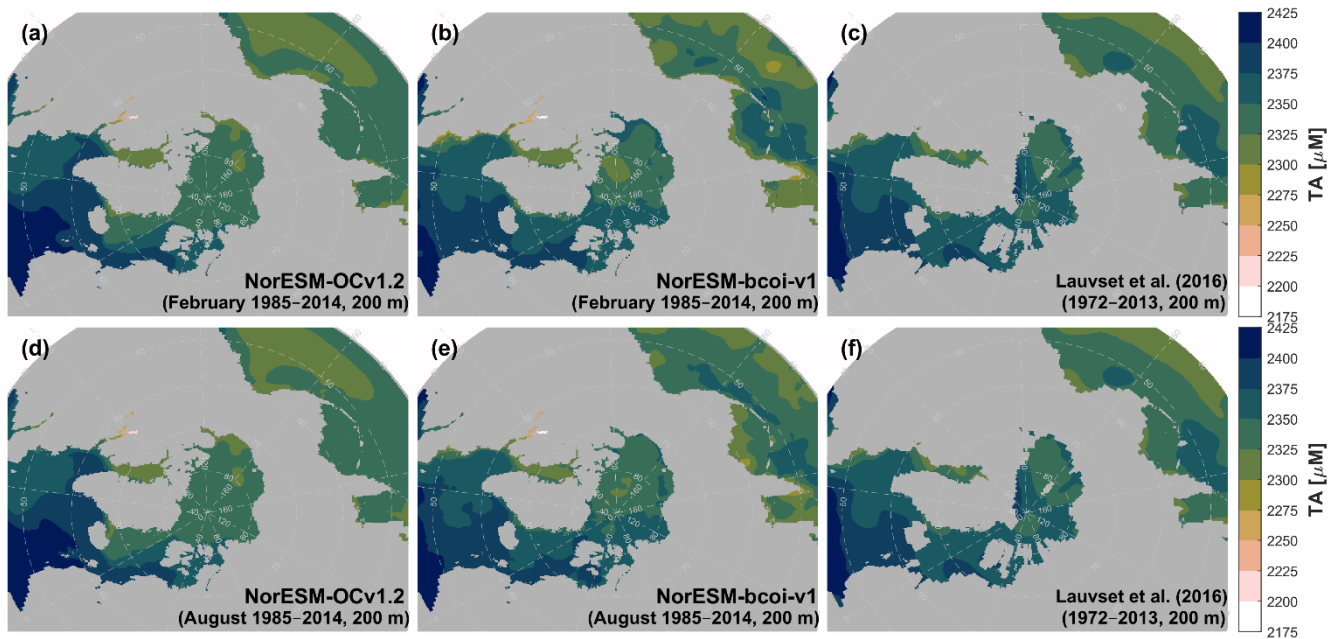 (a)
NorESM-OCv1.2
(February 1985–2014, 200 m)
(b)
NorESM-bcoi-v1
(February 1985–2014, 200 m)
(c)
Lauvset et al. (2016)
(1972–2013, 200 m)
2425
2400
2375
2350
2325
2300
2275
2250
2225
2200
2175
TA [μM]
(d)
NorESM-OCv1.2
(August 1985–2014, 200 m)
(e)
NorESM-bcoi-v1
(August 1985–2014, 200 m)
(f)
Lauvset et al. (2016)
(1972–2013, 200 m)
2425
2400
2375
2350
2325
2300
2275
2250
2225
2200
2175
TA [μM]